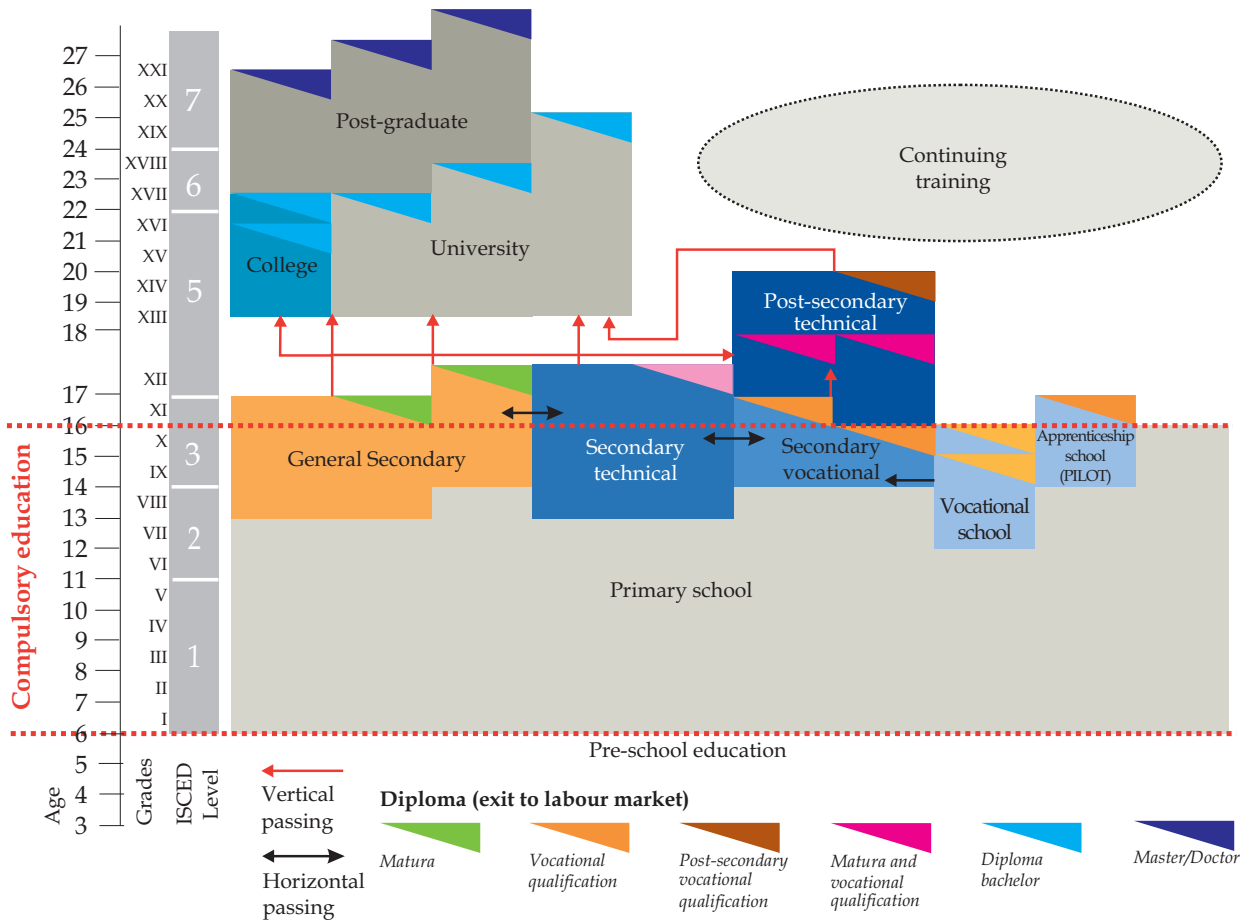 27
26
25
24
23
22
21
20
19
18
17
16
15
14
13
12
11
10
9
8
7
6
5
4
3
XXI
XX
XIX
XVIII
XVII
XVI
XV
XIV
XIII
XII
XI
X
IX
VIII
VII
VI
V
IV
III
II
I
7
6
5
3
2
1
Compulsory education
Age
Grades
ISCED
Level
Post-graduate
University
College
Continuing
training
Post-secondary
technical
General Secondary
Secondary
technical
Secondary
vocational
Apprenticeship
school
(PILOT)
Vocational
school
Primary school
Pre-school education
Vertical
passing
Horizontal
passing
Diploma (exit to labour market)
Matura
Vocational
qualification
Post-secondary
vocational
qualification
Matura and
vocational
qualification
Diploma
bachelor
Master/Doctor